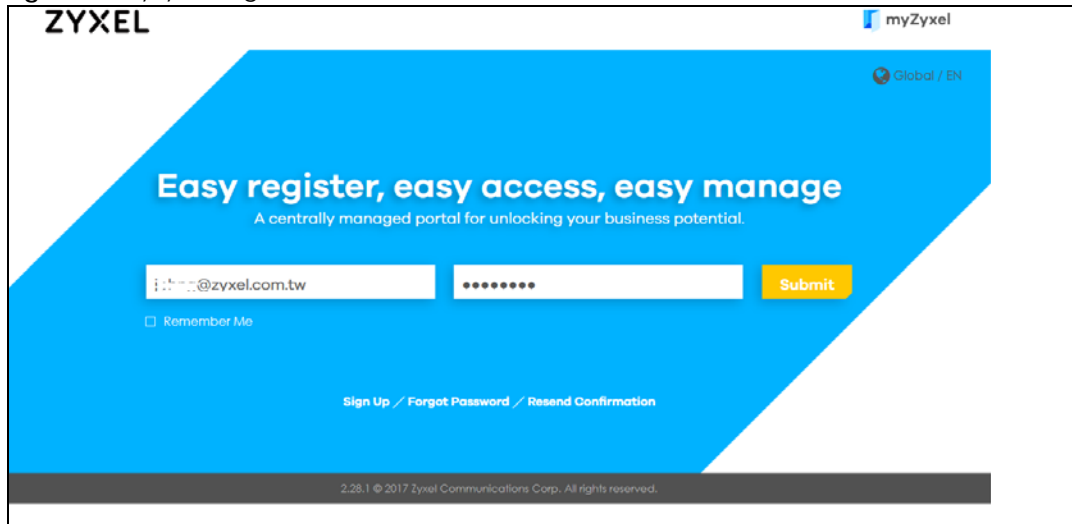 ZYXEL
myZyxel
Global / EN
Easy register, easy access, easy manage
A centrally managed portal for unlocking your business potential.
@zyxel.com.tw
••••••••
Submit
Remember Me
Sign Up / Forgot Password / Resend Confirmation
2.28.1 © 2017 Zyxel Communications Corp. All rights reserved.